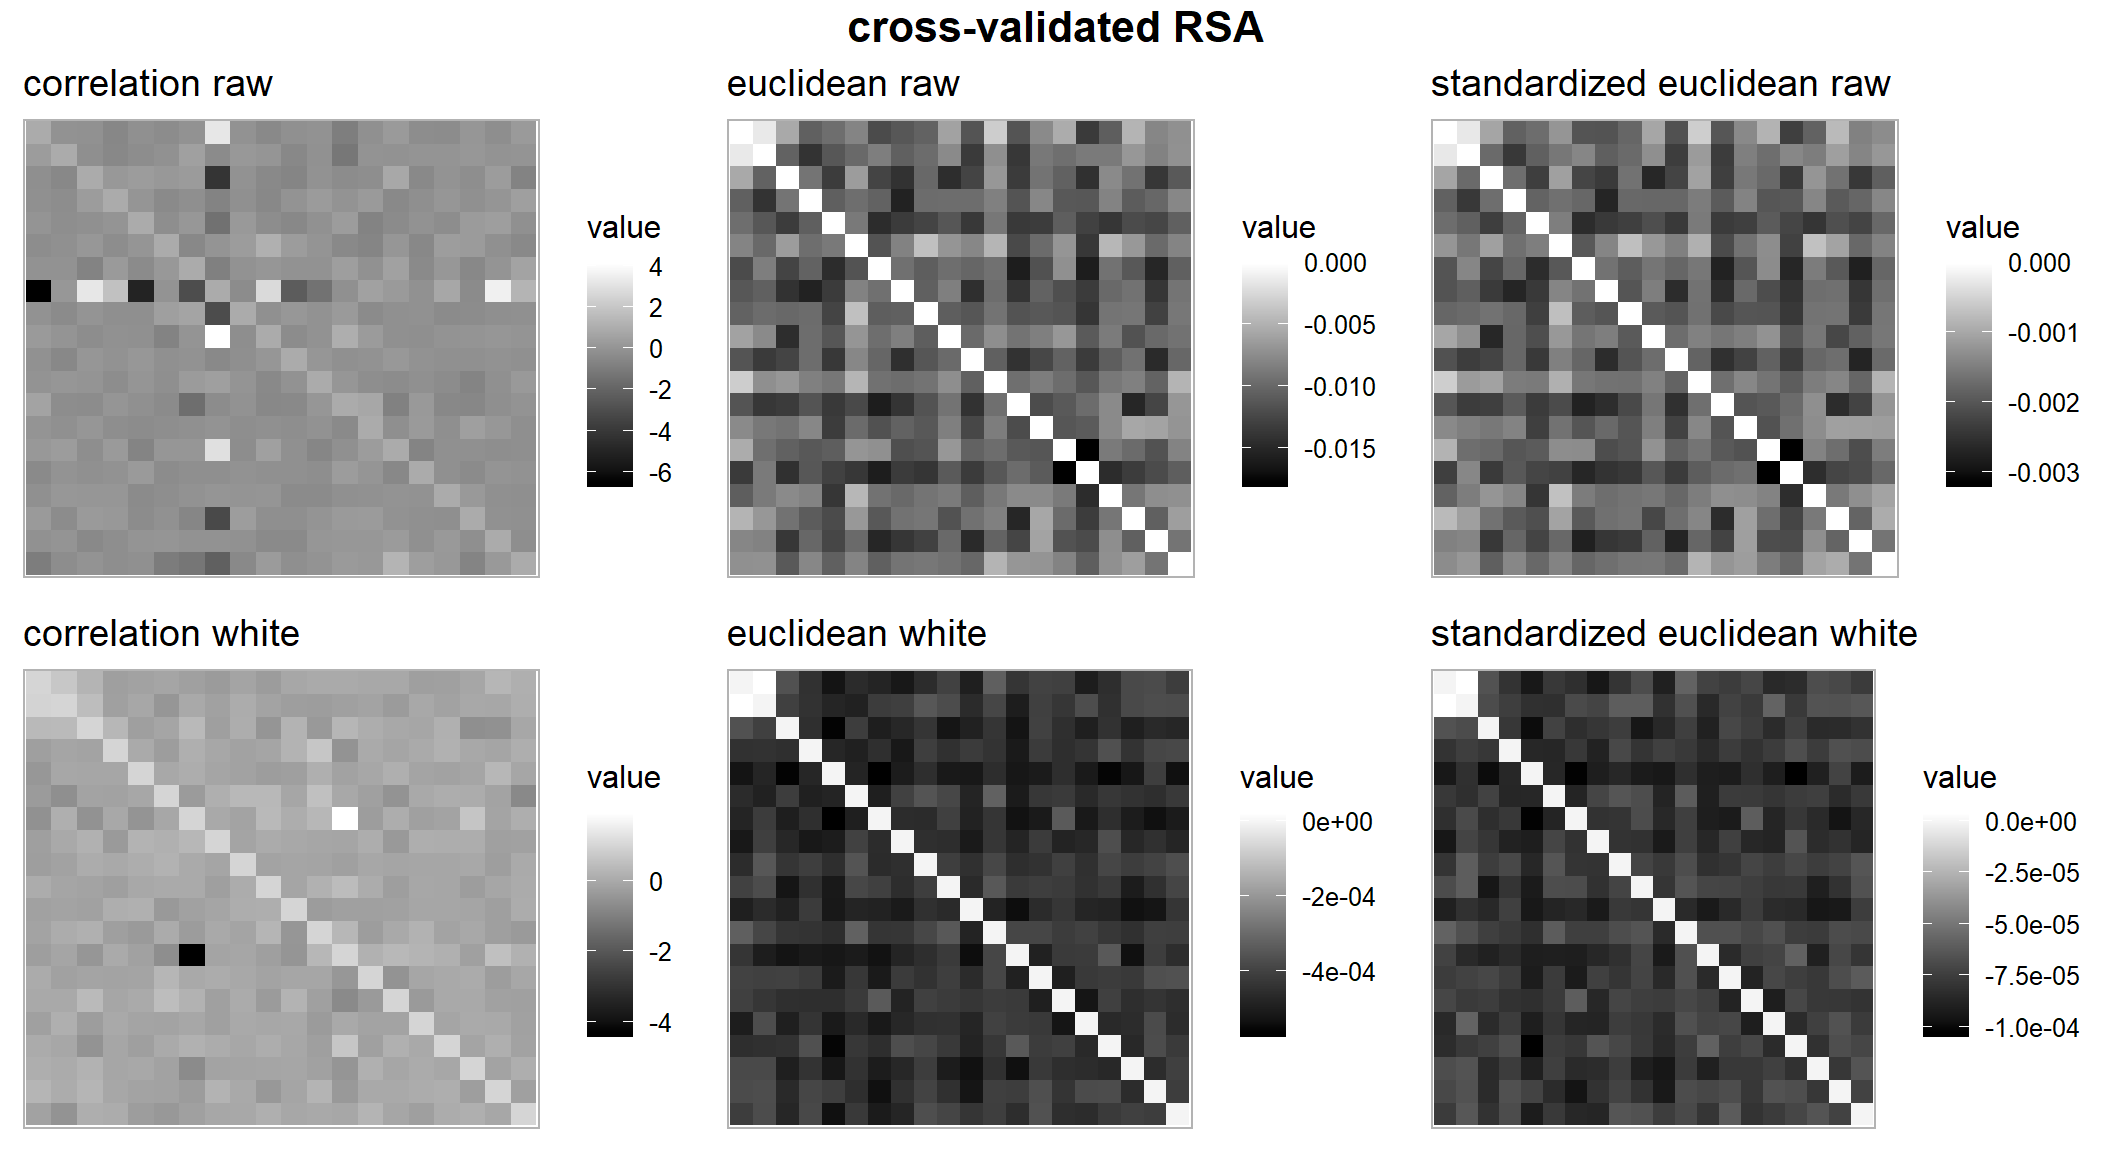 cross-validated RSA
correlation raw
value
4
2
0
-2
-4
-6
euclidean raw
value
0.000
-0.005
-0.010
-0.015
standardized euclidean raw
value
0.000
-0.001
-0.002
-0.003
correlation white
value
0
-2
-4
euclidean white
value
0e+00
-2e-04
-4e-04
standardized euclidean white
value
0.0e+00
-2.5e-05
-5.0e-05
-7.5e-05
-1.0e-04